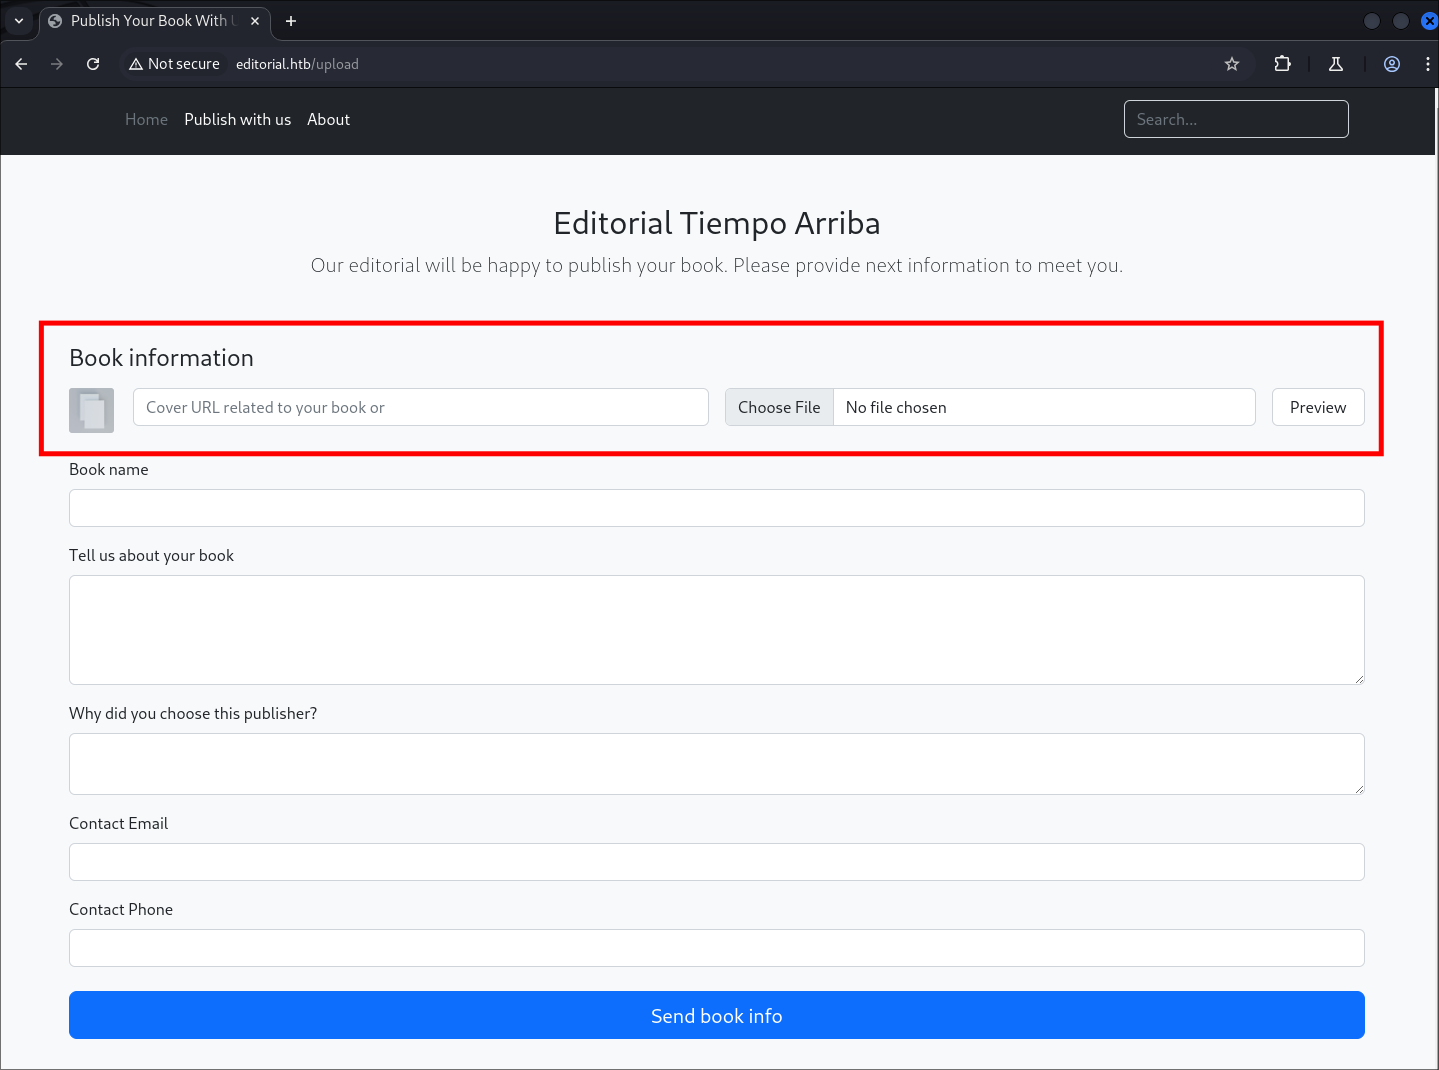 Publish Your Book With
Not secure editorial.htb/upload
Home Publish with us About Search...
Editorial Tiempo Arriba
Our editorial will be happy to publish your book. Please provide next information to meet you.
Book information
Cover URL related to your book or Choose File No file chosen Preview
Book name
Tell us about your book
Why did you choose this publisher?
Contact Email
Contact Phone
Send book info